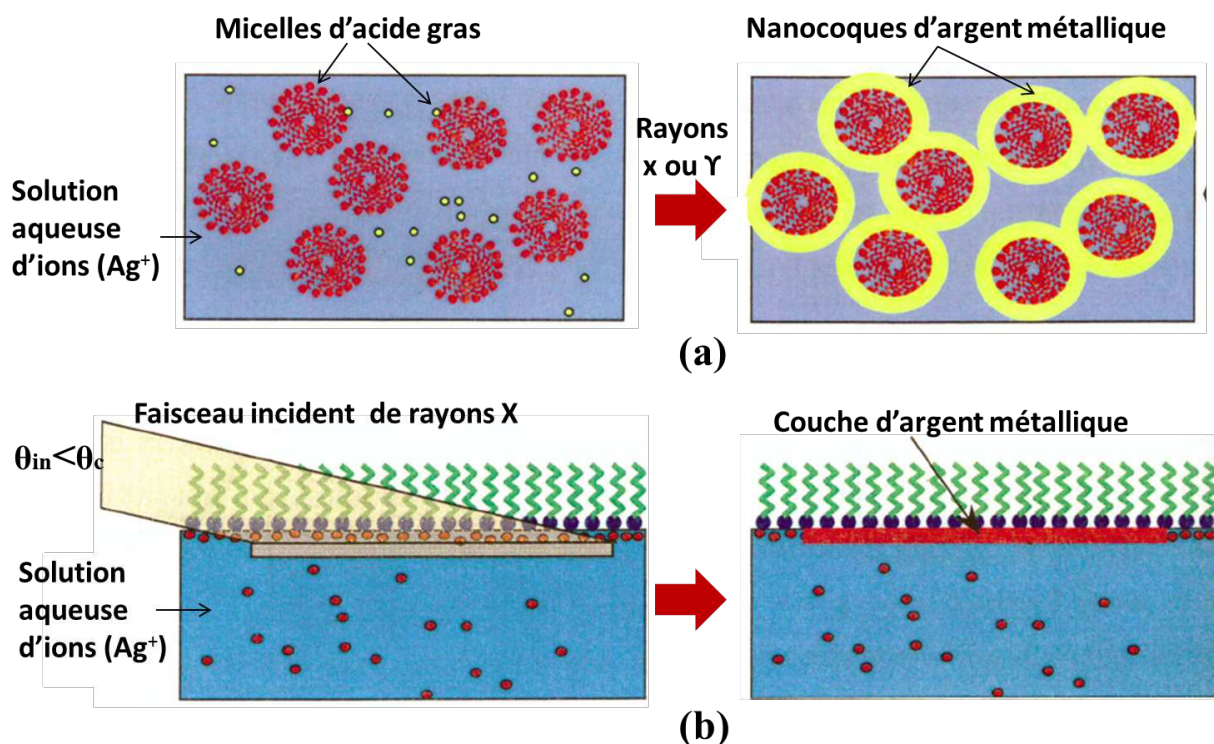 Micelles d'acide gras
Nanocoques d'argent métallique
Solution
aqueuse
d'ions (Ag⁺)
Rayons
x ou ϒ
(a)
Faisceau incident de rayons X
θin<θc
Couche d'argent métallique
Solution
aqueuse
d'ions (Ag⁺)
(b)